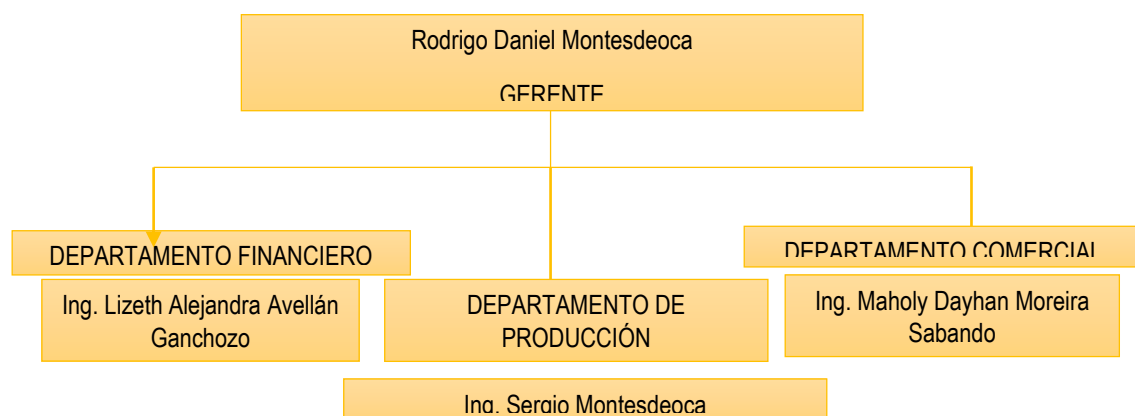 Rodrigo Daniel Montesdeoca
GERENTE
DEPARTAMENTO FINANCIERO
Ing. Lizeth Alejandra Avellán
Ganchozo
DEPARTAMENTO DE
PRODUCCIÓN
DEPARTAMENTO COMERCIAL
Ing. Maholy Dayhan Moreira
Sabando
Ing. Sergio Montesdeoca